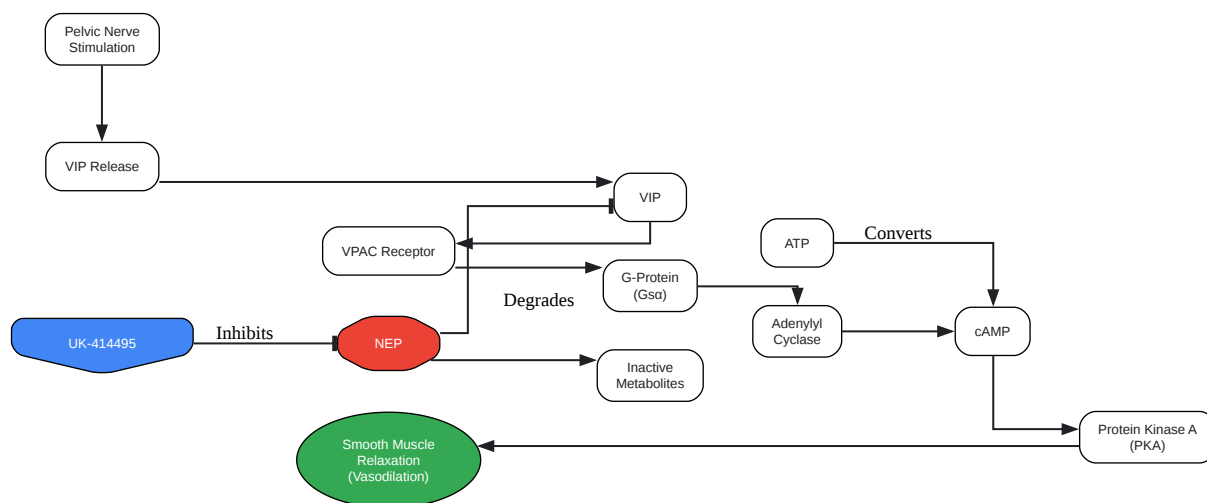 Pelvic Nerve
Stimulation
VIP Release
VIP
VPAC Receptor
ATP
Converts
G-Protein
(Gsα)
Degrades
Adenylyl
Cyclase
cAMP
UK-414495
Inhibits
NEP
Inactive
Metabolites
Smooth Muscle
Relaxation
(Vasodilation)
Protein Kinase A
(PKA)